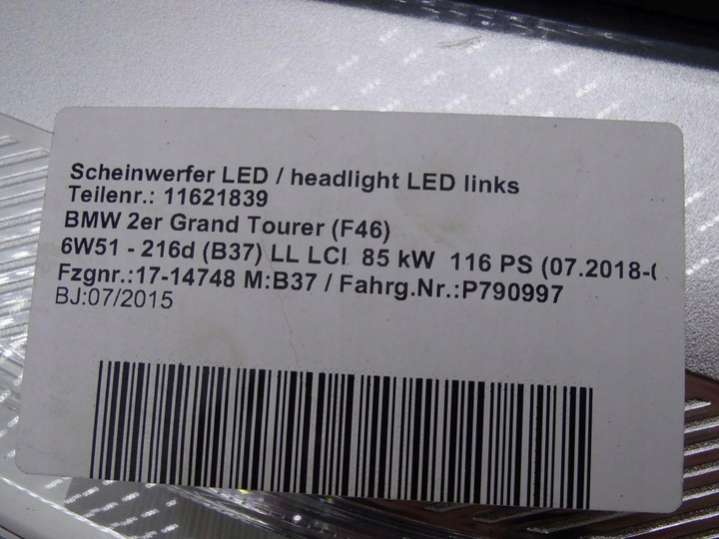 Scheinwerfer LED / headlight LED links
Teilenr.: 11621839
BMW 2er Grand Tourer (F46)
6W51 - 216d (B37) LL LCI 85 kW 116 PS (07.2018-
Fzgnr.:17-14748 M:B37 / Fahrg.Nr.:P790997
BJ:07/2015